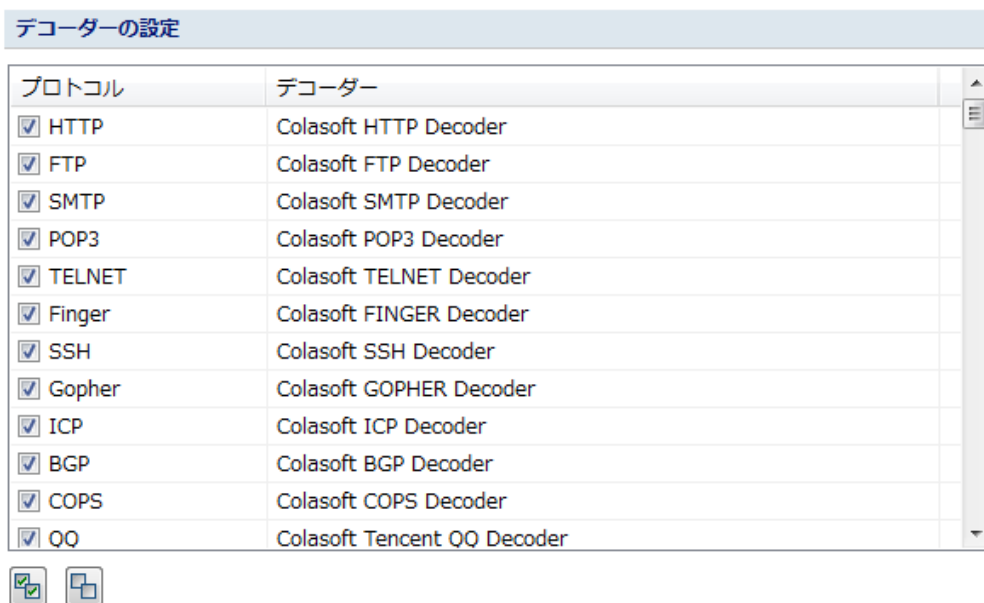 デコーダーの設定
プロトコル デコーダー
HTTP Colasoft HTTP Decoder
FTP Colasoft FTP Decoder
SMTP Colasoft SMTP Decoder
POP3 Colasoft POP3 Decoder
TELNET Colasoft TELNET Decoder
Finger Colasoft FINGER Decoder
SSH Colasoft SSH Decoder
Gopher Colasoft GOPHER Decoder
ICP Colasoft ICP Decoder
BGP Colasoft BGP Decoder
COPS Colasoft COPS Decoder
QQ Colasoft Tencent QQ Decoder